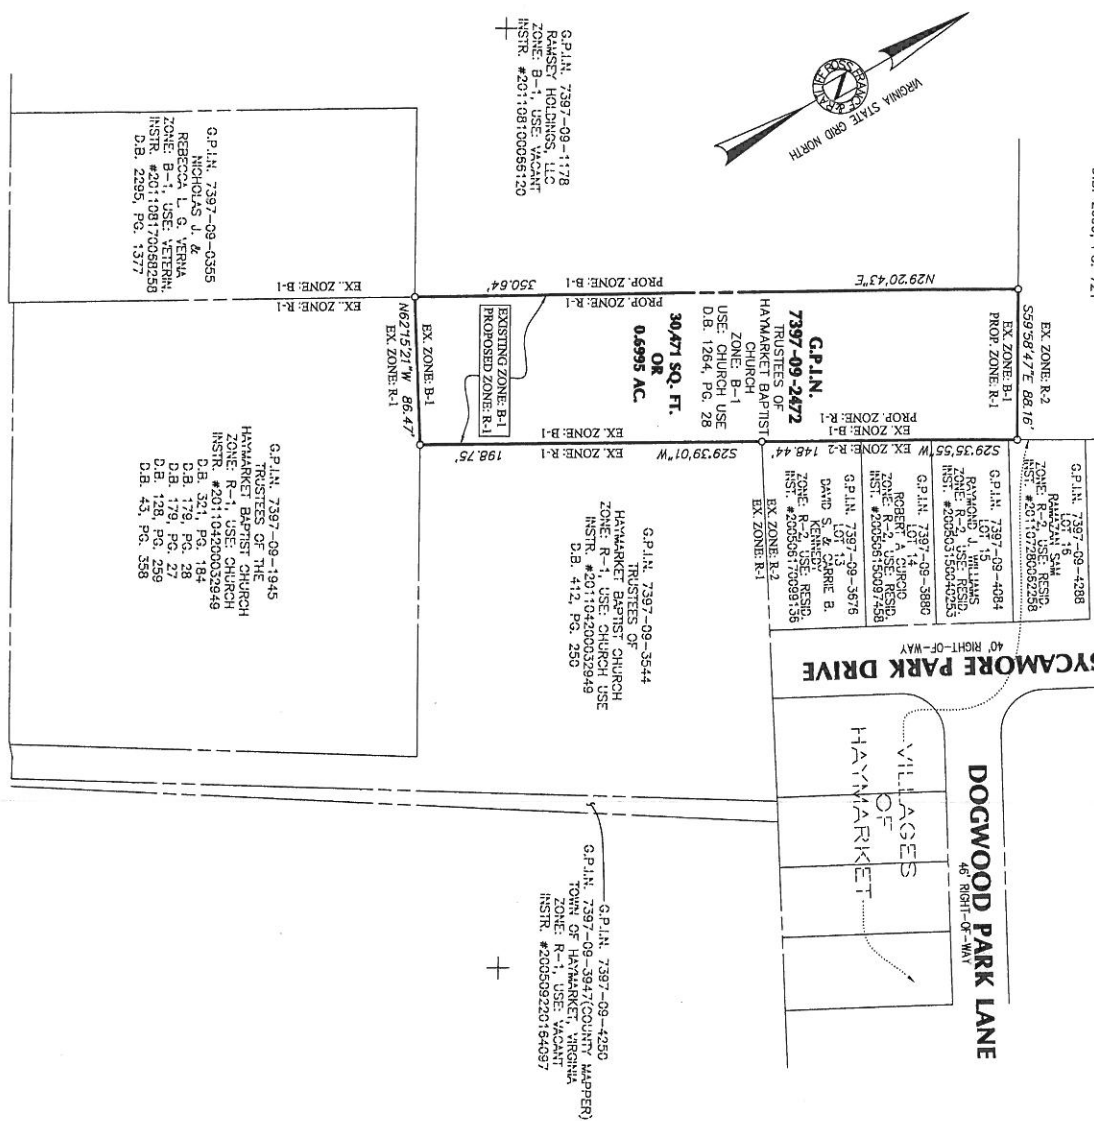 G.P.I.N. 7397-09-1178
RAMSEY HOLDINGS, LLC
ZONE: B-1, USE: VACANT
INSTR. #201108100066120
VIRGINIA STATE GRID NORTH
ROSS, FRANCE & RATLIFF
G.P.I.N. 7397-09-0355
NICHOLAS J. &
REBECCA L. G. VERNA
ZONE: B-1, USE: VETERIN.
INSTR. #201108170068258
D.B. 2295, PG. 1377
EX. ZONE: R-2
S59°58'47"E 88.16'
EX. ZONE: B-1
PROP. ZONE: R-1
N29°20'43"E
PROP. ZONE: B-1
350.64'
PROP. ZONE: R-1
EX. ZONE: B-1
EX. ZONE: R-1
G.P.I.N.
7397-09-2472
TRUSTEES OF
HAYMARKET BAPTIST
CHURCH
ZONE: B-1
USE: CHURCH USE
D.B. 1264, PG. 28
30,471 SQ. FT.
OR
0.6995 AC.
EXISTING ZONE: B-1
PROPOSED ZONE: R-1
EX. ZONE: B-1
N62°15'21"W 86.47'
EX. ZONE: R-1
PROP. ZONE: R-1
EX. ZONE: B-1
S29°35'55"W
EX. ZONE: R-2
148.44'
EX. ZONE: B-1
S29°39'01"W
EX. ZONE: R-1
198.75'
EX. ZONE: R-2
EX. ZONE: R-1
G.P.I.N. 7397-09-4288
LOT 16
ZONE: R-2, USE: RESID.
INST. #201107280062258
G.P.I.N. 7397-09-4084
LOT 15
RAYMOND J. WILLIAMS
ZONE: R-2, USE: RESID.
INST. #200503150040253
G.P.I.N. 7397-09-3880
LOT 14
ROBERT A CURCIO
ZONE: R-2, USE: RESID.
INST. #200506150097458
G.P.I.N. 7397-09-3676
LOT 13
DAVID S. & CARRIE B.
KENNEDY
ZONE: R-2, USE: RESID.
INST. #200506170099136
40' RIGHT-OF-WAY
SYCAMORE PARK DRIVE
VILLAGES
OF
HAYMARKET
DOGWOOD PARK LANE
46' RIGHT-OF-WAY
G.P.I.N. 7397-09-3544
TRUSTEES OF
HAYMARKET BAPTIST CHURCH
ZONE: R-1, USE: CHURCH USE
INSTR. #201104200032949
D.B. 412, PG. 250
G.P.I.N. 7397-09-1945
TRUSTEES OF THE
HAYMARKET BAPTIST CHURCH
ZONE: R-1, USE: CHURCH
INSTR. #201104200032949
D.B. 321, PG. 184
D.B. 179, PG. 28
D.B. 179, PG. 27
D.B. 128, PG. 259
D.B. 43, PG. 358
G.P.I.N. 7397-09-4250
G.P.I.N. 7397-09-3947(COUNTY MAPPER)
TOWN OF HAYMARKET, VIRGINIA
ZONE: R-1, USE: VACANT
INSTR. #200509220164097